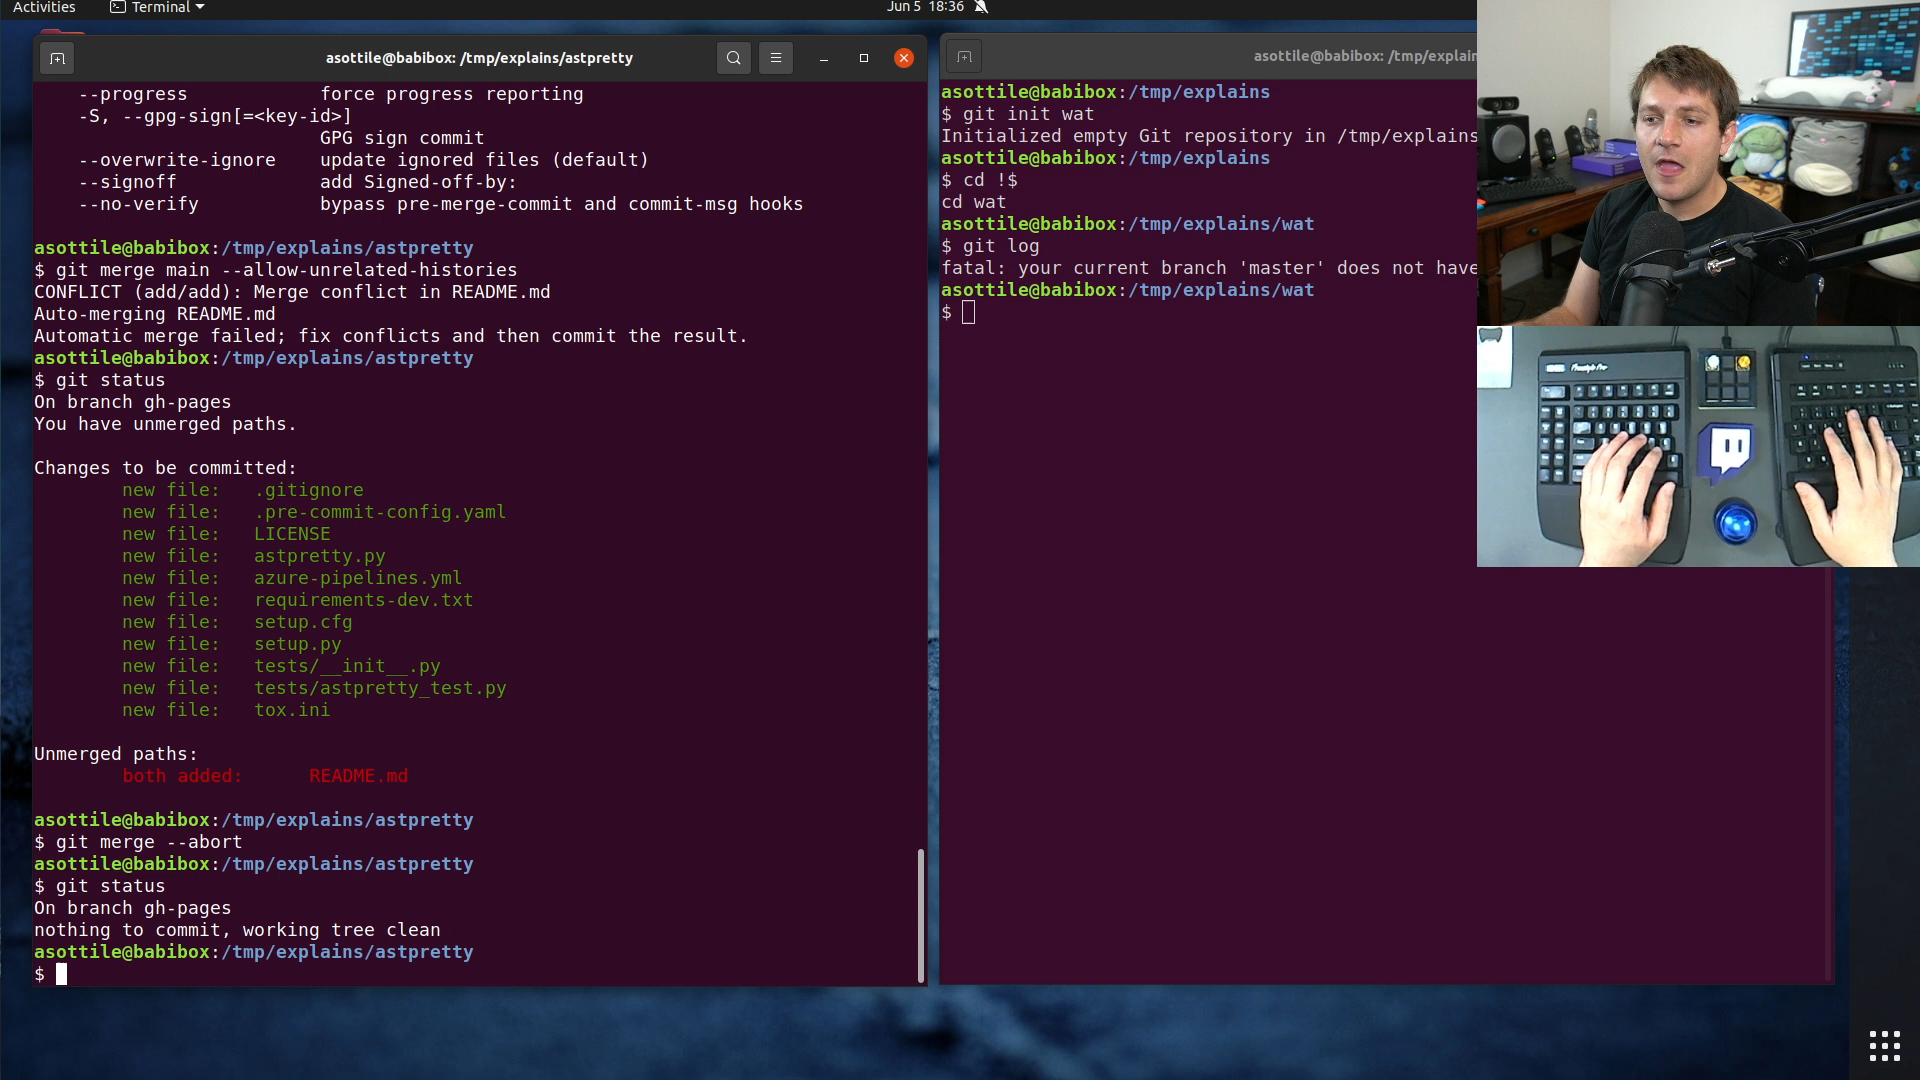 Activities
Terminal
Jun 5 18:36
asottile@babibox: /tmp/explains/astpretty
--progress            force progress reporting
-S, --gpg-sign[=<key-id>]
GPG sign commit
--overwrite-ignore    update ignored files (default)
--signoff             add Signed-off-by:
--no-verify           bypass pre-merge-commit and commit-msg hooks
asottile@babibox:/tmp/explains/astpretty
$ git merge main --allow-unrelated-histories
CONFLICT (add/add): Merge conflict in README.md
Auto-merging README.md
Automatic merge failed; fix conflicts and then commit the result.
asottile@babibox:/tmp/explains/astpretty
$ git status
On branch gh-pages
You have unmerged paths.
Changes to be committed:
new file:   .gitignore
new file:   .pre-commit-config.yaml
new file:   LICENSE
new file:   astpretty.py
new file:   azure-pipelines.yml
new file:   requirements-dev.txt
new file:   setup.cfg
new file:   setup.py
new file:   tests/__init__.py
new file:   tests/astpretty_test.py
new file:   tox.ini
Unmerged paths:
both added:      README.md
asottile@babibox:/tmp/explains/astpretty
$ git merge --abort
asottile@babibox:/tmp/explains/astpretty
$ git status
On branch gh-pages
nothing to commit, working tree clean
asottile@babibox:/tmp/explains/astpretty
$
asottile@babibox: /tmp/explain
asottile@babibox:/tmp/explains
$ git init wat
Initialized empty Git repository in /tmp/explains
asottile@babibox:/tmp/explains
$ cd !$
cd wat
asottile@babibox:/tmp/explains/wat
$ git log
fatal: your current branch 'master' does not have
asottile@babibox:/tmp/explains/wat
$
Freestyle Pro